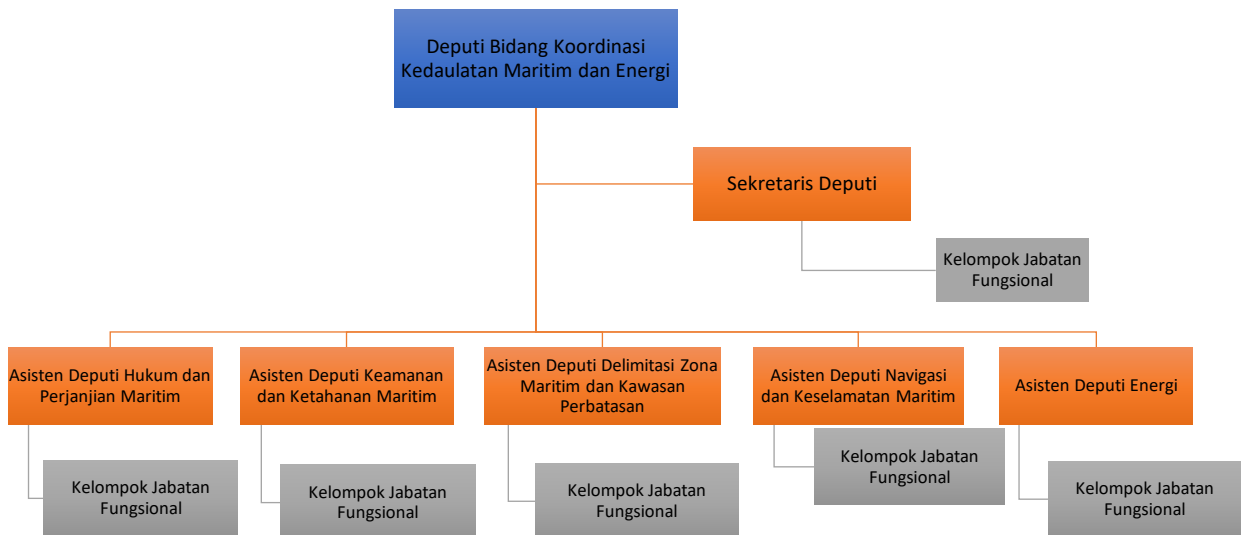 Deputi Bidang Koordinasi
Kedaulatan Maritim dan Energi
Sekretaris Deputi
Kelompok Jabatan
Fungsional
Asisten Deputi Hukum dan
Perjanjian Maritim
Asisten Deputi Keamanan
dan Ketahanan Maritim
Asisten Deputi Delimitasi Zona
Maritim dan Kawasan
Perbatasan
Asisten Deputi Navigasi
dan Keselamatan Maritim
Asisten Deputi Energi
Kelompok Jabatan
Fungsional
Kelompok Jabatan
Fungsional
Kelompok Jabatan
Fungsional
Kelompok Jabatan
Fungsional
Kelompok Jabatan
Fungsional